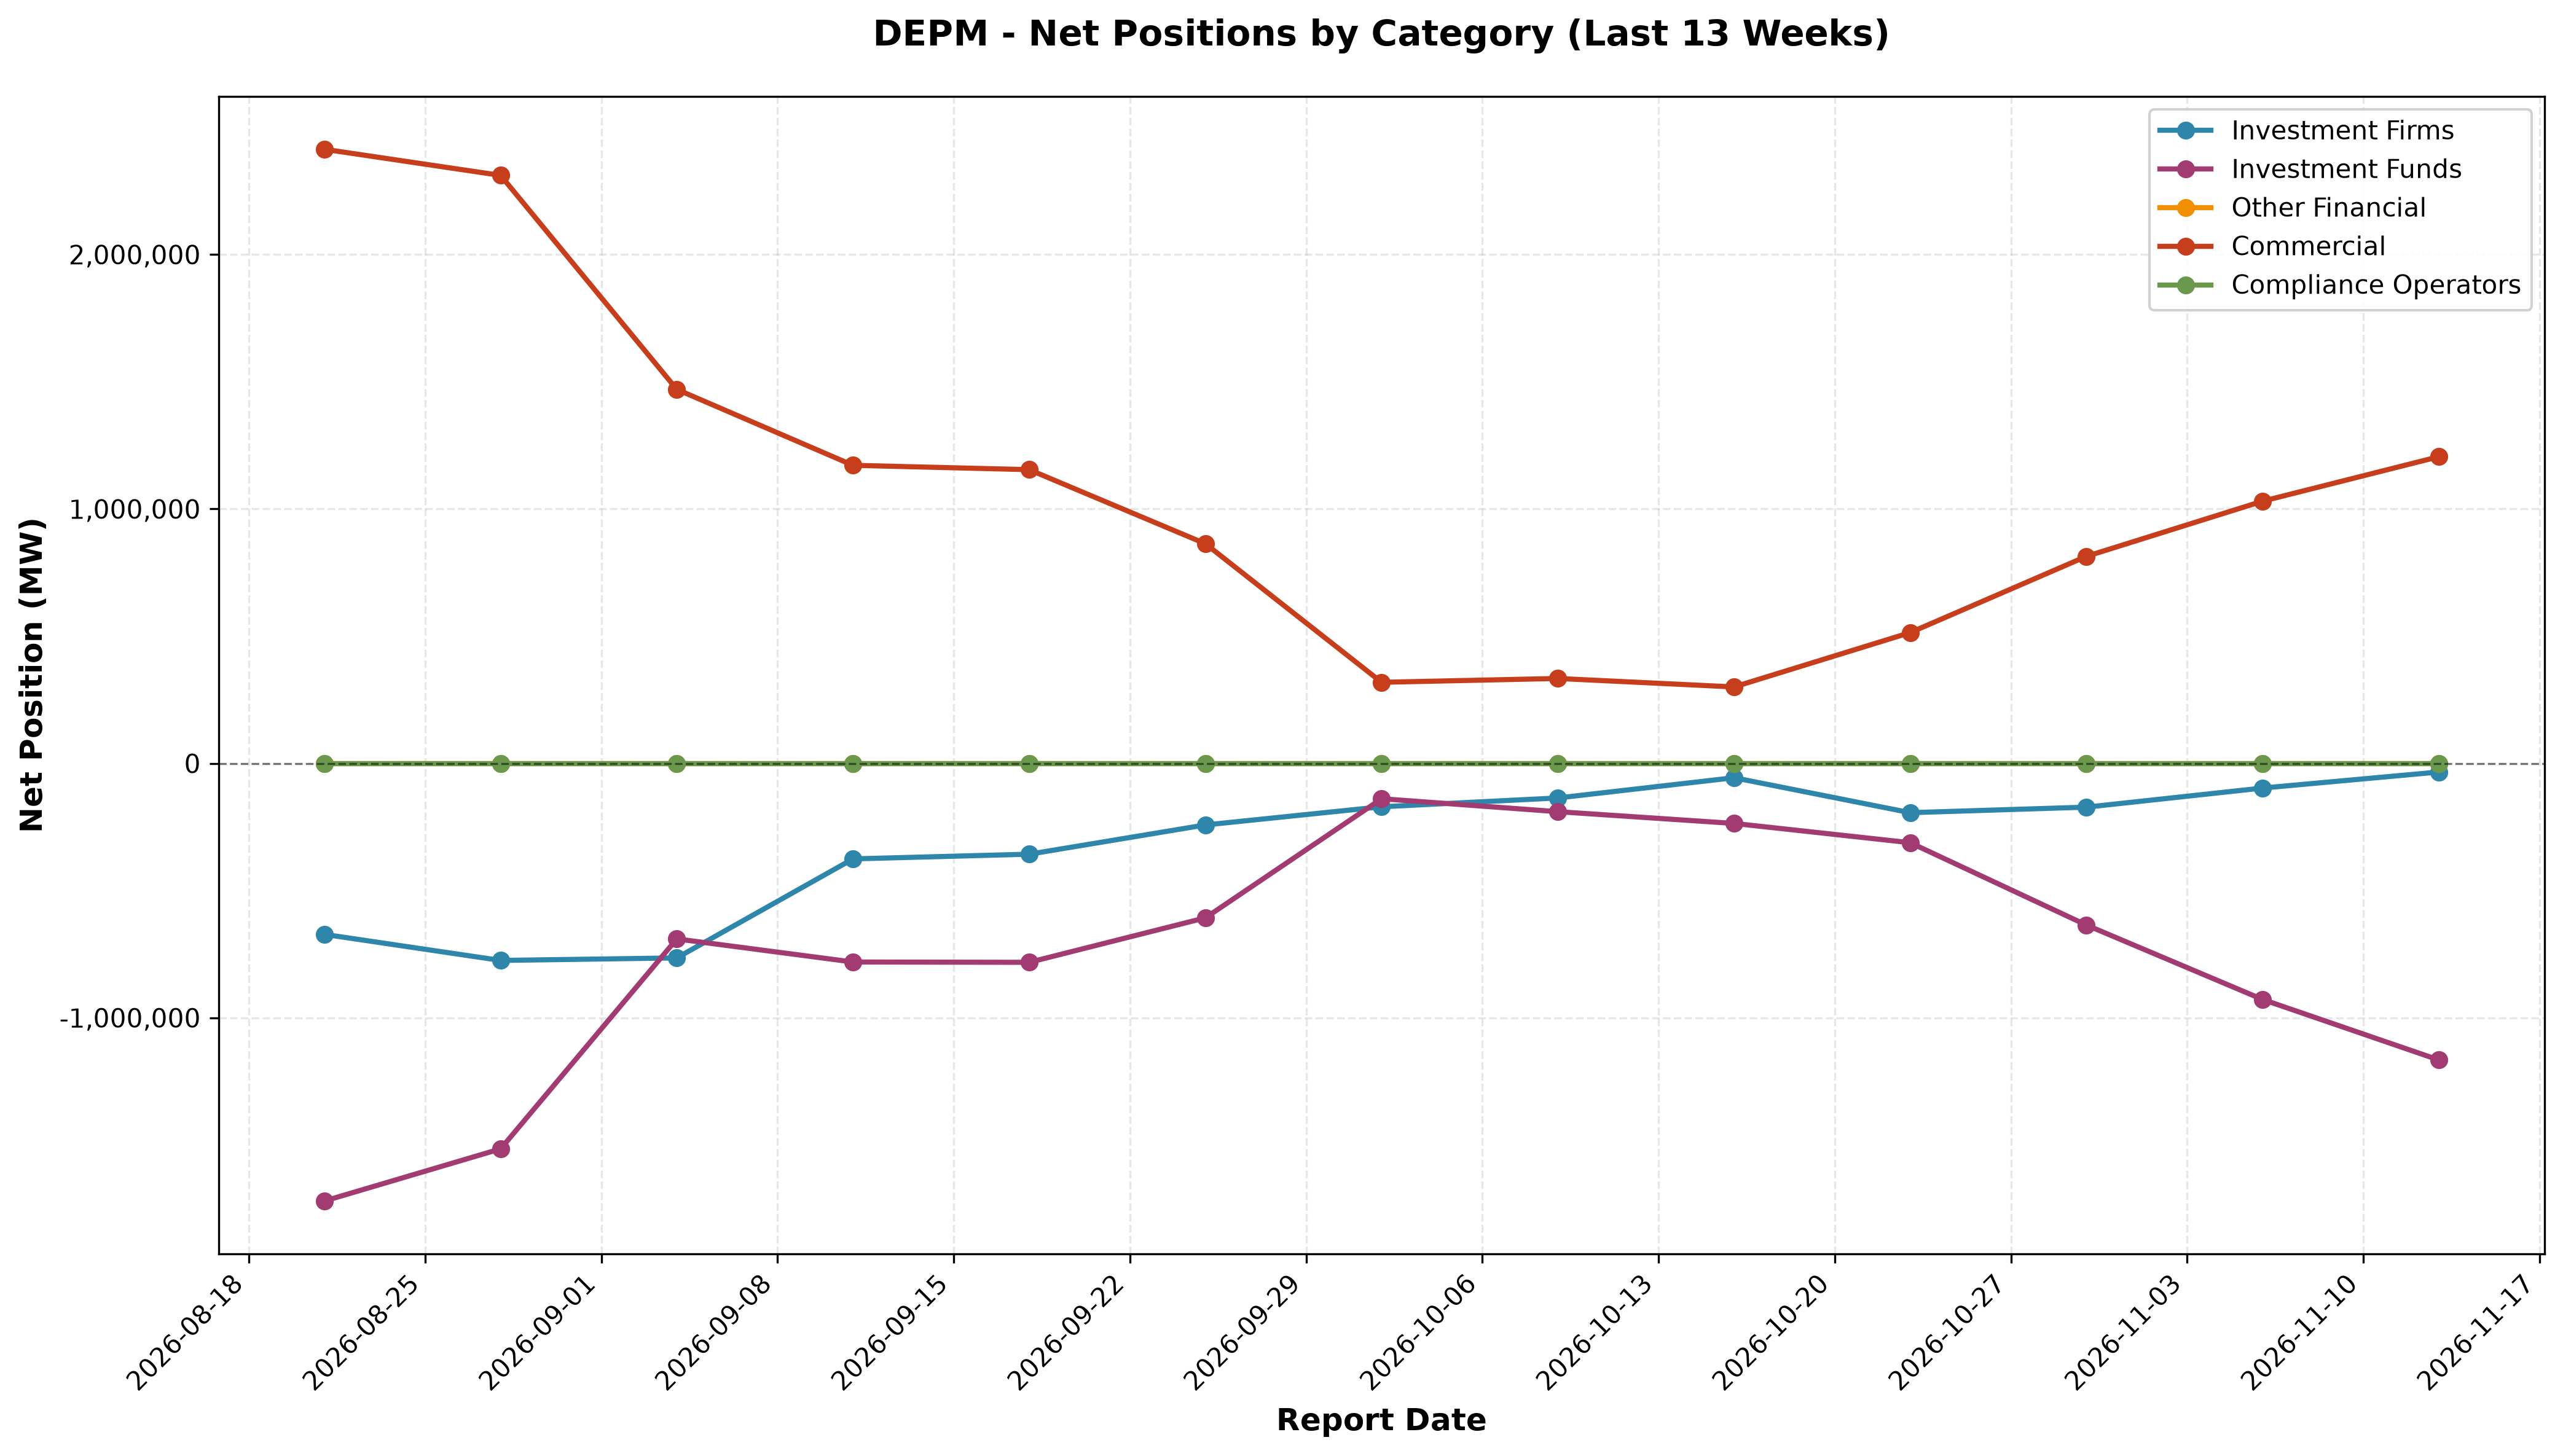 DEPM - Net Positions by Category (Last 13 Weeks)
Investment Firms
Investment Funds
Other Financial
Commercial
Compliance Operators
Net Position (MW)
2,000,000
1,000,000
0
-1,000,000
2026-08-18
2026-08-25
2026-09-01
2026-09-08
2026-09-15
2026-09-22
2026-09-29
2026-10-06
2026-10-13
2026-10-20
2026-10-27
2026-11-03
2026-11-10
2026-11-17
Report Date